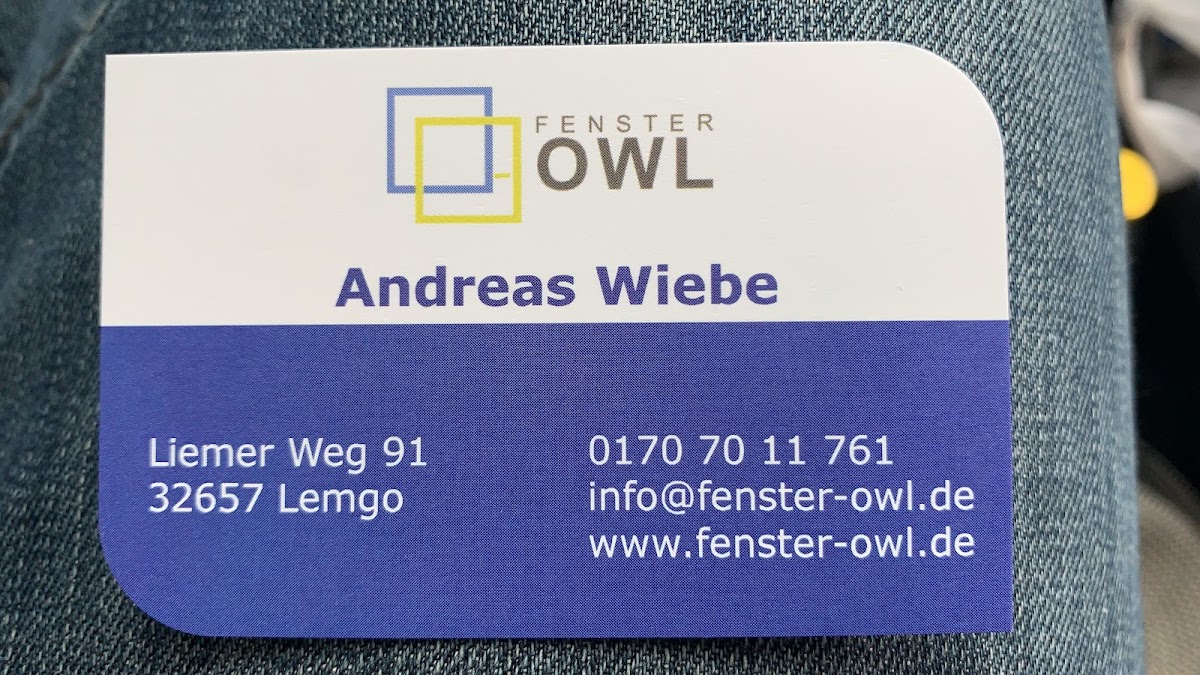 FENSTER
OWL
Andreas Wiebe
Liemer Weg 91
32657 Lemgo
0170 70 11 761
info@fenster-owl.de
www.fenster-owl.de